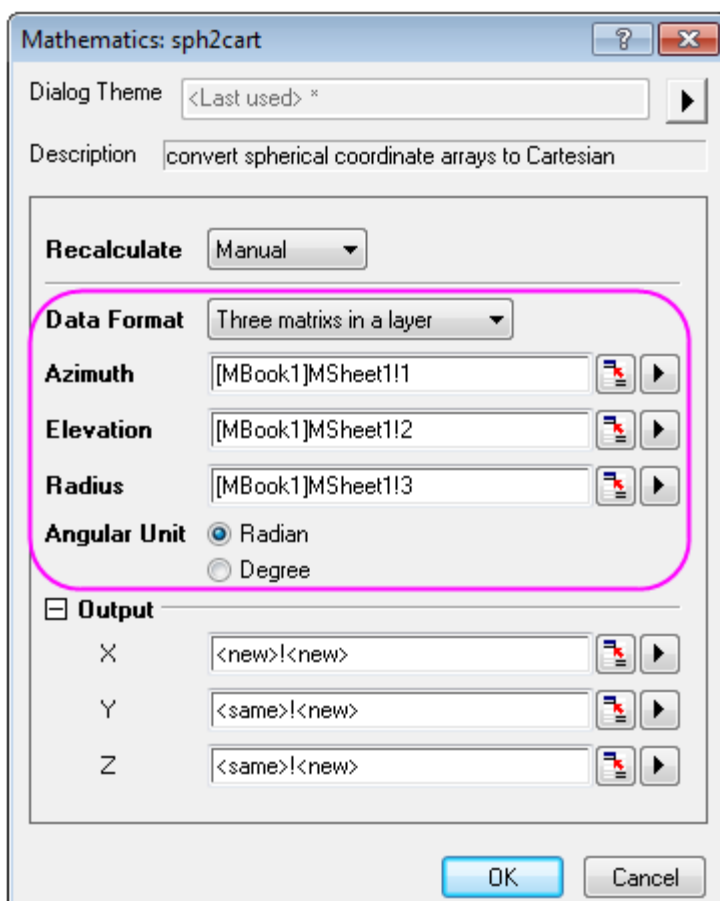 Mathematics: sph2cart
Dialog Theme <Last used> *
Description convert spherical coordinate arrays to Cartesian
Recalculate Manual
Data Format Three matrixs in a layer
Azimuth [MBook1]MSheet1!1
Elevation [MBook1]MSheet1!2
Radius [MBook1]MSheet1!3
Angular Unit Radian
Degree
Output
X <new>!<new>
Y <same>!<new>
Z <same>!<new>
OK Cancel